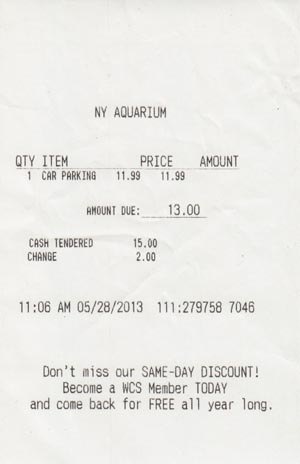 NY AQUARIUM
QTY ITEM PRICE AMOUNT
1 CAR PARKING 11.99 11.99
AMOUNT DUE: 13.00
CASH TENDERED 15.00
CHANGE 2.00
11:06 AM 05/28/2013 111:279758 7046
Don't miss our SAME-DAY DISCOUNT!
Become a WCS Member TODAY
and come back for FREE all year long.